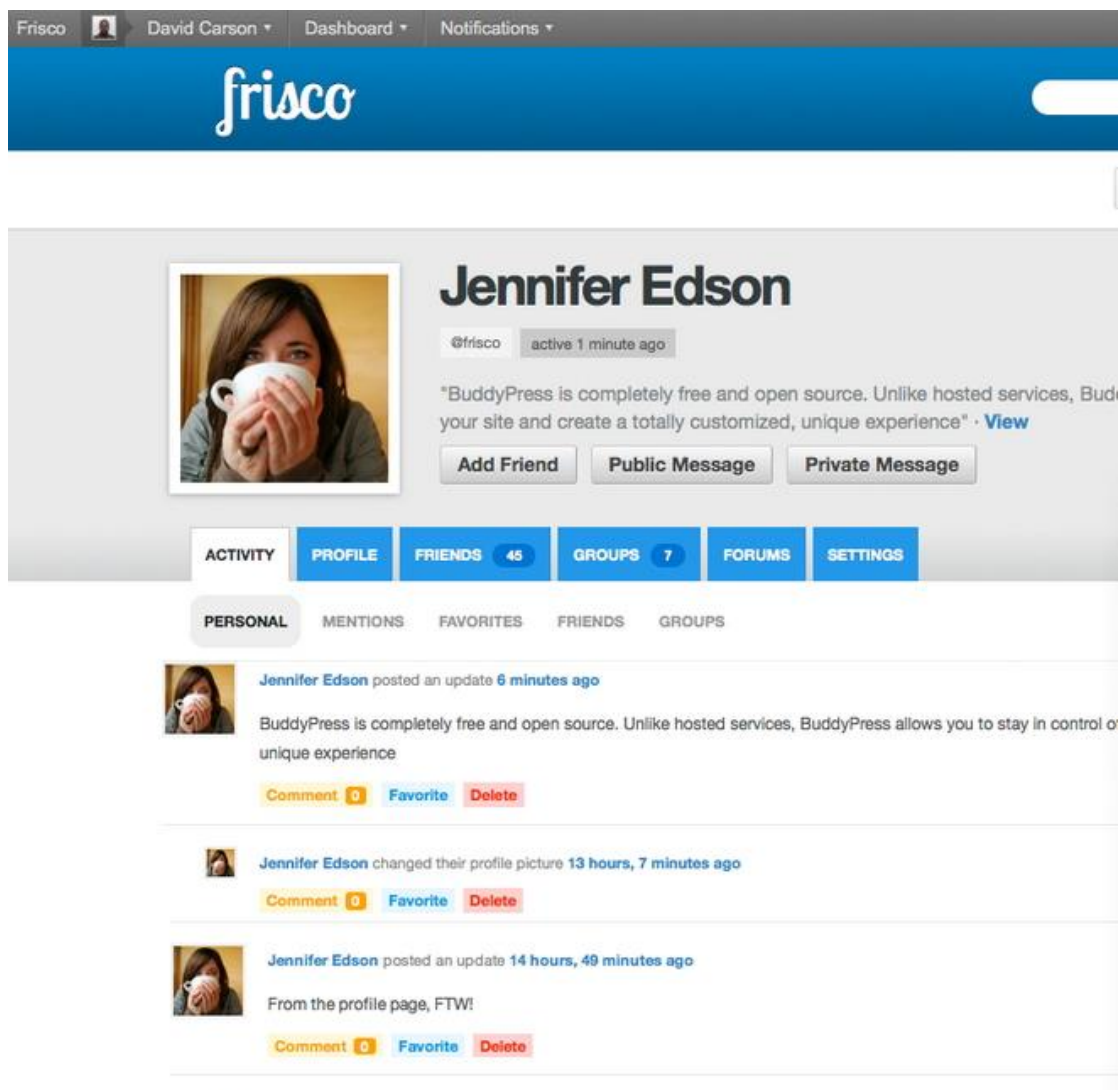 Frisco David Carson Dashboard Notifications
frisco
Jennifer Edson
@frisco active 1 minute ago
"BuddyPress is completely free and open source. Unlike hosted services,
your site and create a totally customized, unique experience" · View
Add Friend Public Message Private Message
ACTIVITY PROFILE FRIENDS 45 GROUPS 7 FORUMS SETTINGS
PERSONAL MENTIONS FAVORITES FRIENDS GROUPS
Jennifer Edson posted an update 6 minutes ago
BuddyPress is completely free and open source. Unlike hosted services, BuddyPress allows you to stay in control
unique experience
Comment 0 Favorite Delete
Jennifer Edson changed their profile picture 13 hours, 7 minutes ago
Comment 0 Favorite Delete
Jennifer Edson posted an update 14 hours, 49 minutes ago
From the profile page, FTW!
Comment 0 Favorite Delete